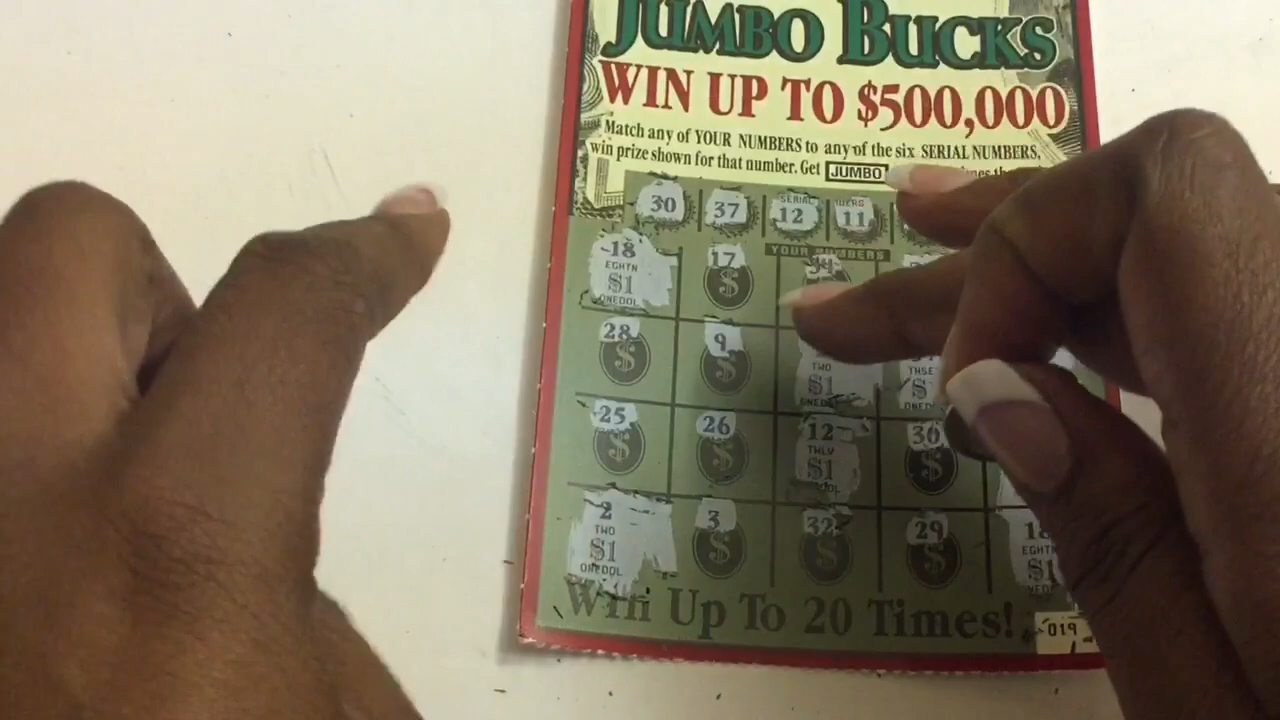 JUMBO BUCKS
WIN UP TO $500,000
Match any of YOUR NUMBERS to any of the six SERIAL NUMBERS,
win prize shown for that number. Get JUMBO
30 37 12 11
YOUR NUMBERS
18 17
EGHTN $
$1
ONEDOL
28 9
$ $ TWO
$1
25 26 12 30
$ $ TWLV $
$1
2 3 32 29 18
TWO $ $ $ EGHTN
$1 $1
ONEDOL
Win Up To 20 Times!
019